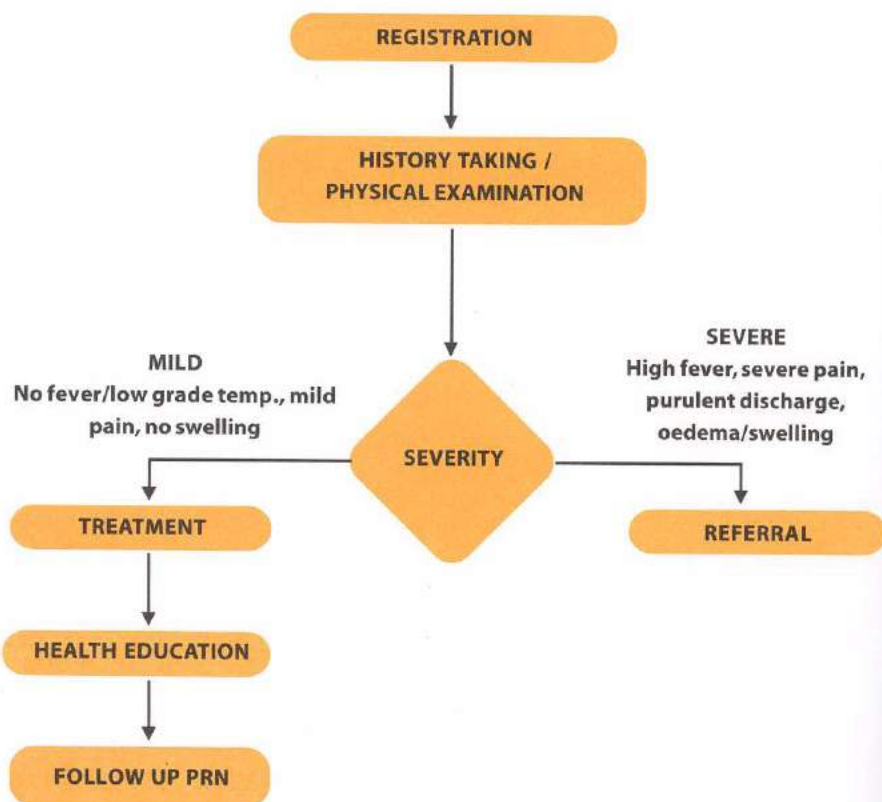 REGISTRATION
HISTORY TAKING /
PHYSICAL EXAMINATION
MILD
No fever/low grade temp., mild
pain, no swelling
SEVERE
High fever, severe pain,
purulent discharge,
oedema/swelling
SEVERITY
TREATMENT
REFERRAL
HEALTH EDUCATION
FOLLOW UP PRN